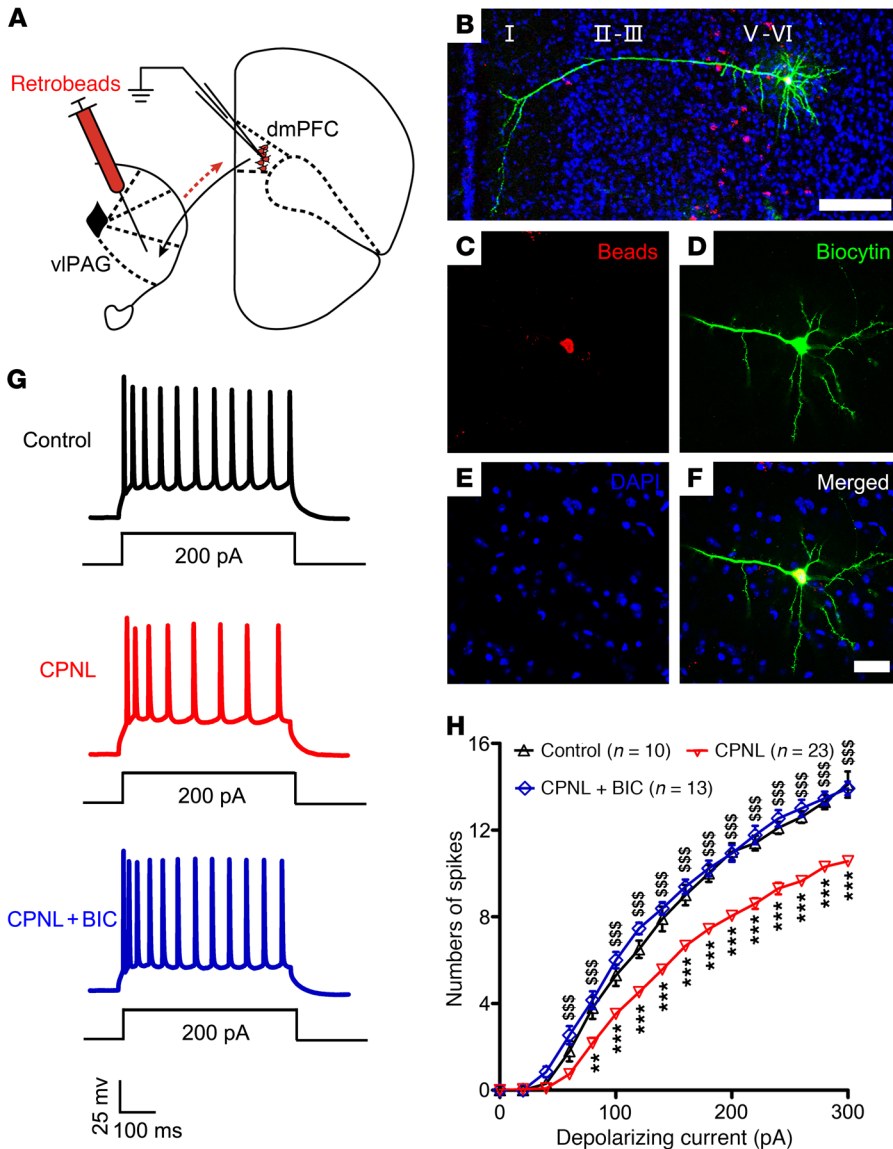 A
Retrobeads
dmPFC
vlPAG
B
I II-III V-VI
C
Beads
D
Biocytin
E
DAPI
F
Merged
G
Control
200 pA
CPNL
200 pA
CPNL + BIC
200 pA
25 mv
100 ms
H
Control (n = 10) CPNL (n = 23)
CPNL + BIC (n = 13)
Numbers of spikes
16
12
8
4
0
$$$ $$$ $$$ $$$ $$$ $$$ $$$ $$$ $$$ $$$ $$$ $$$ $$$
** *** *** *** *** *** *** *** *** *** *** ***
0 100 200 300
Depolarizing current (pA)